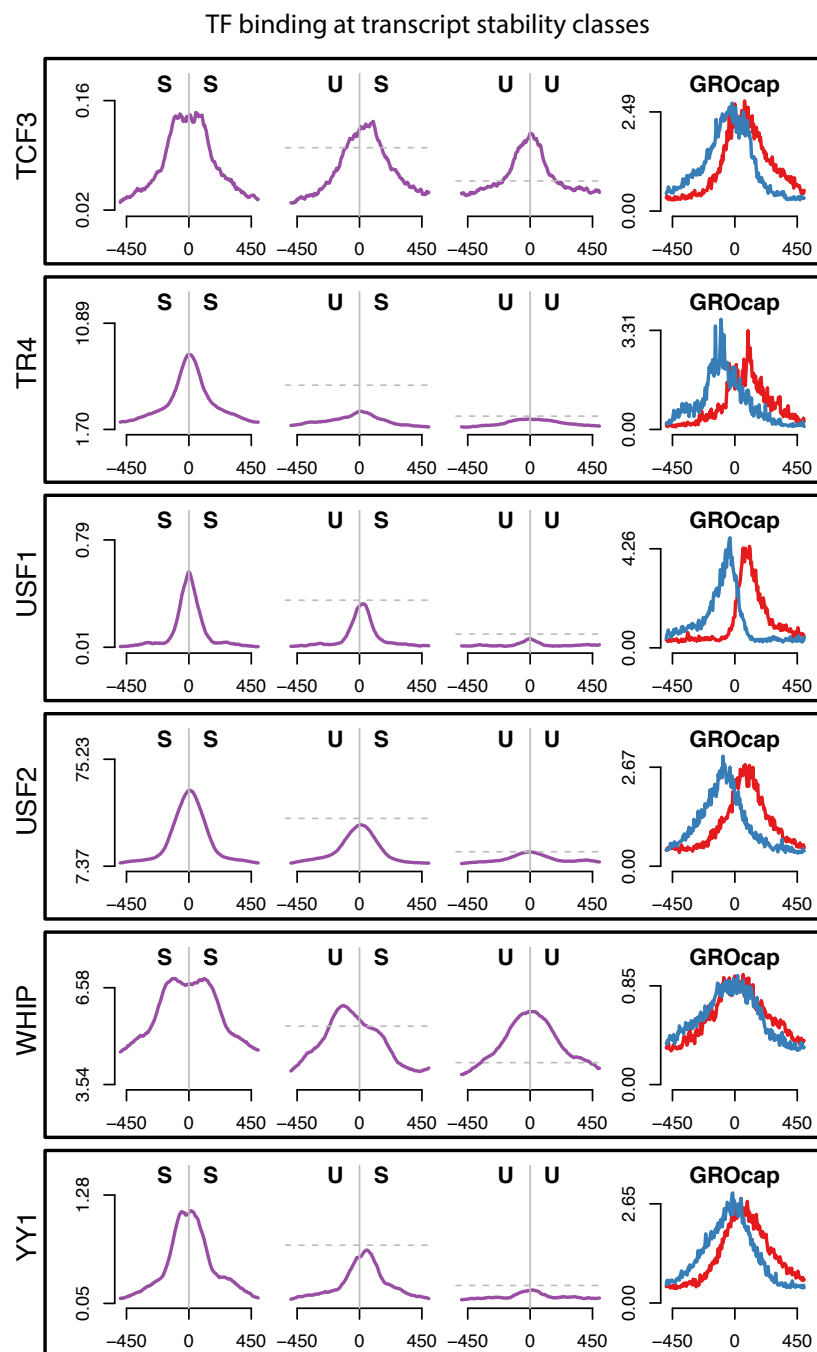 TF binding at transcript stability classes
TCF3
S S U S U U GROcap
0.16 0.02 2.49 0.00
−450 0 450 −450 0 450 −450 0 450 −450 0 450
TR4
S S U S U U GROcap
10.89 1.70 3.31 0.00
−450 0 450 −450 0 450 −450 0 450 −450 0 450
USF1
S S U S U U GROcap
0.79 0.01 4.26 0.00
−450 0 450 −450 0 450 −450 0 450 −450 0 450
USF2
S S U S U U GROcap
75.23 7.37 2.67 0.00
−450 0 450 −450 0 450 −450 0 450 −450 0 450
WHIP
S S U S U U GROcap
6.58 3.54 0.85 0.00
−450 0 450 −450 0 450 −450 0 450 −450 0 450
YY1
S S U S U U GROcap
1.28 0.05 2.65 0.00
−450 0 450 −450 0 450 −450 0 450 −450 0 450